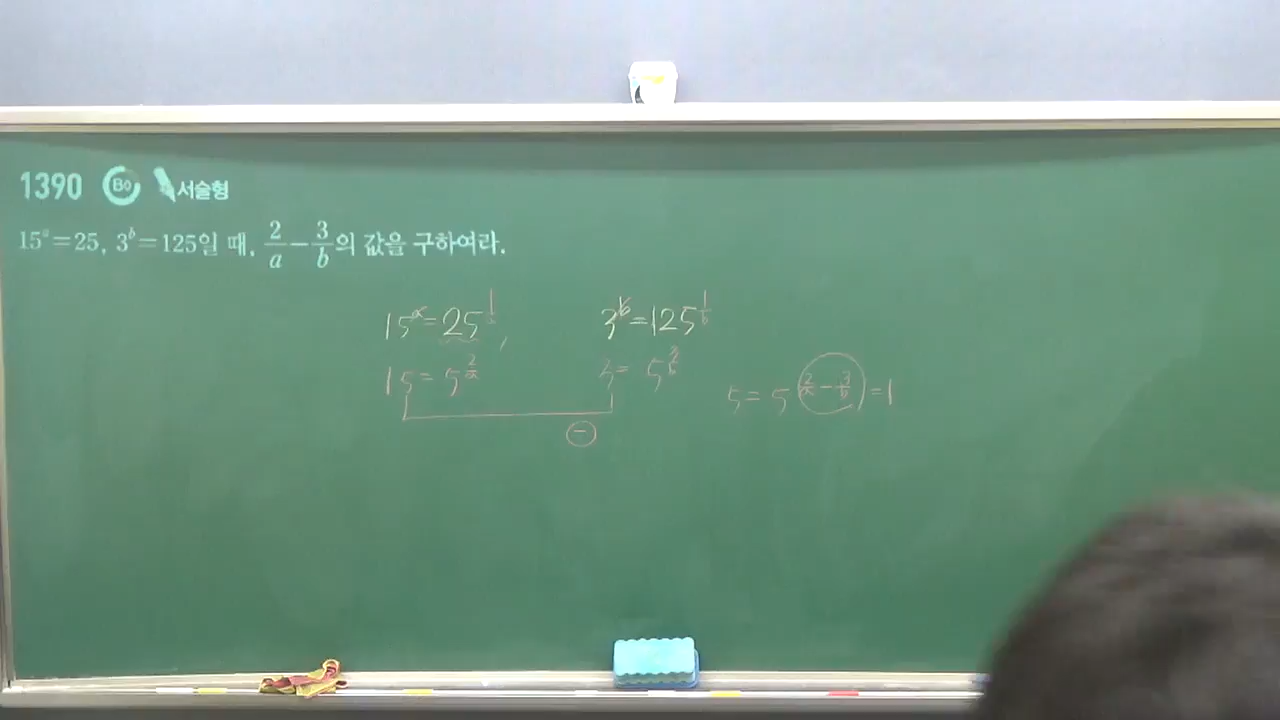 1390 B0 서술형
15^a=25, 3^b=125일 때, 2/a-3/b의 값을 구하여라.
15^a=25^(1/a), 3^b=125^(1/b)
15=5^(2/a) 3=5^(3/b)
5=5^(2/a-3/b)=1
-